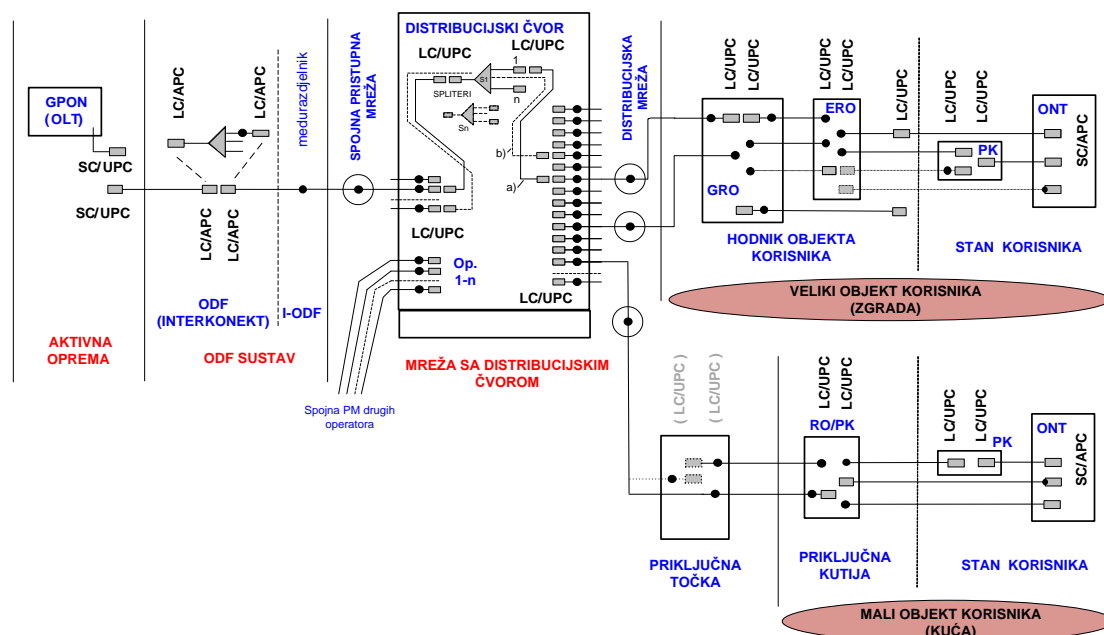 GPON
(OLT)
SC/UPC
SC/UPC
AKTIVNA
OPREMA
LC/APC
LC/APC
LC/APC
LC/APC
ODF
(INTERKONEKT)
I-ODF
ODF SUSTAV
međurazdjelnik
SPOJNA PRISTUPNA
MREŽA
DISTRIBUCIJSKI ČVOR
LC/UPC
LC/UPC
1
S1
SPLITERI
n
Sn
b)
a)
LC/UPC
Op.
1-n
LC/UPC
MREŽA SA DISTRIBUCIJSKIM
ČVOROM
Spojna PM drugih
operatora
DISTRIBUCIJSKA
MREŽA
LC/UPC
LC/UPC
GRO
LC/UPC
LC/UPC
ERO
LC/UPC
HODNIK OBJEKTA
KORISNIKA
LC/UPC
LC/UPC
PK
ONT
SC/APC
STAN KORISNIKA
VELIKI OBJEKT KORISNIKA
(ZGRADA)
( LC/UPC )
( LC/UPC )
PRIKLJUČNA
TOČKA
LC/UPC
LC/UPC
RO/PK
PRIKLJUČNA
KUTIJA
LC/UPC
LC/UPC
PK
ONT
SC/APC
STAN KORISNIKA
MALI OBJEKT KORISNIKA
(KUĆA)